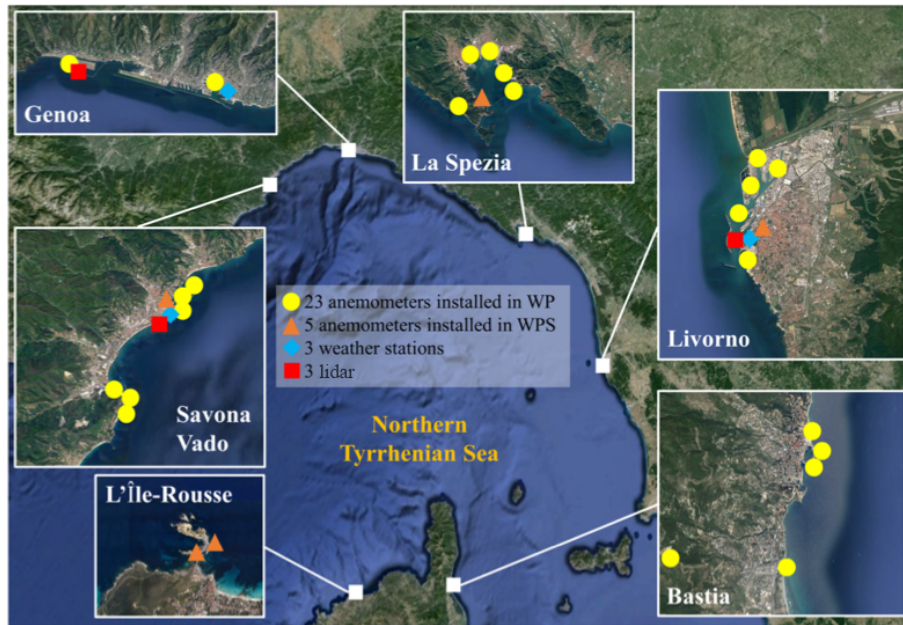 Genoa
La Spezia
Livorno
Savona
Vado
23 anemometers installed in WP
5 anemometers installed in WPS
3 weather stations
3 lidar
Northern
Tyrrhenian Sea
L'Île-Rousse
Bastia